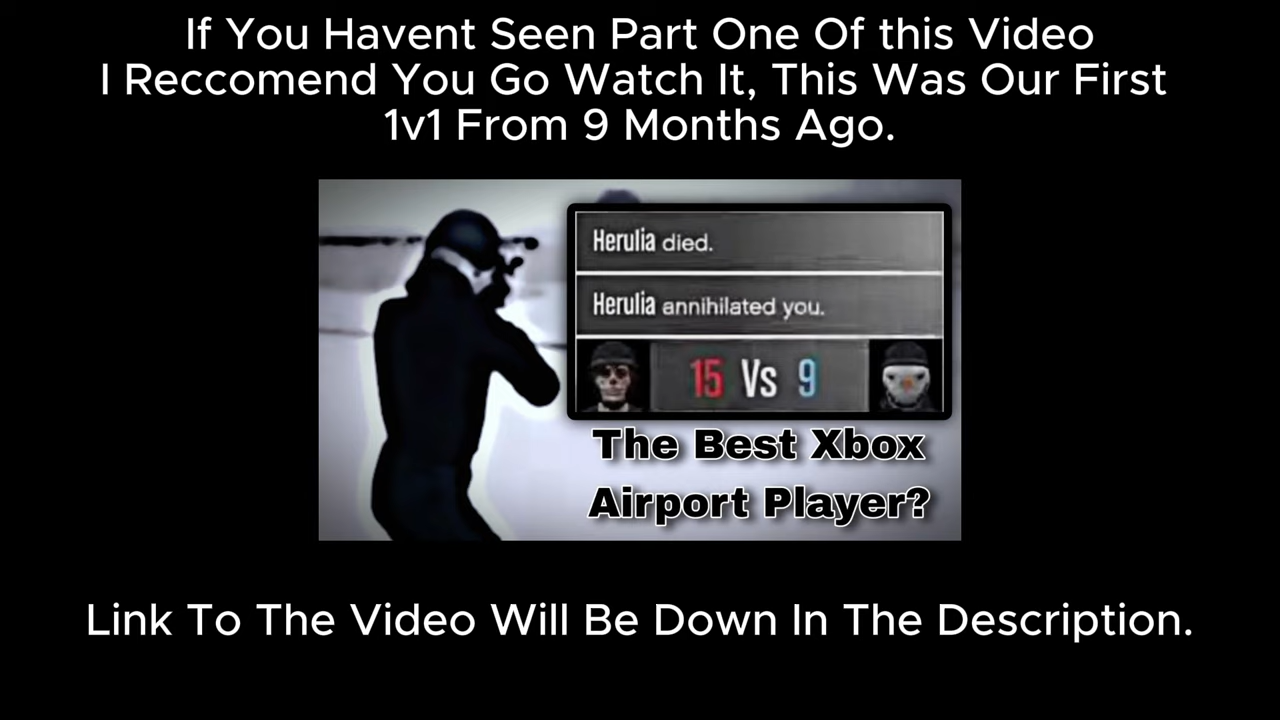 If You Havent Seen Part One Of this Video
I Reccomend You Go Watch It, This Was Our First
1v1 From 9 Months Ago.
Herulia died.
Herulia annihilated you.
15 Vs 9
The Best Xbox
Airport Player?
Link To The Video Will Be Down In The Description.